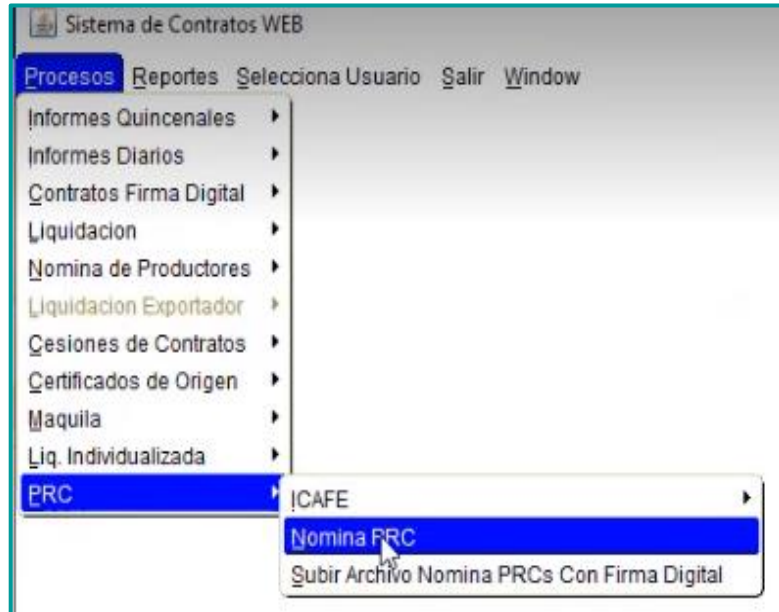 Sistema de Contratos WEB
Procesos Reportes Selecciona Usuario Salir Window
Informes Quincenales
Informes Diarios
Contratos Firma Digital
Liquidacion
Nomina de Productores
Liquidacion Exportador
Cesiones de Contratos
Certificados de Origen
Maquila
Liq. Individualizada
PRC
ICAFE
Nomina PRC
Subir Archivo Nomina PRCs Con Firma Digital